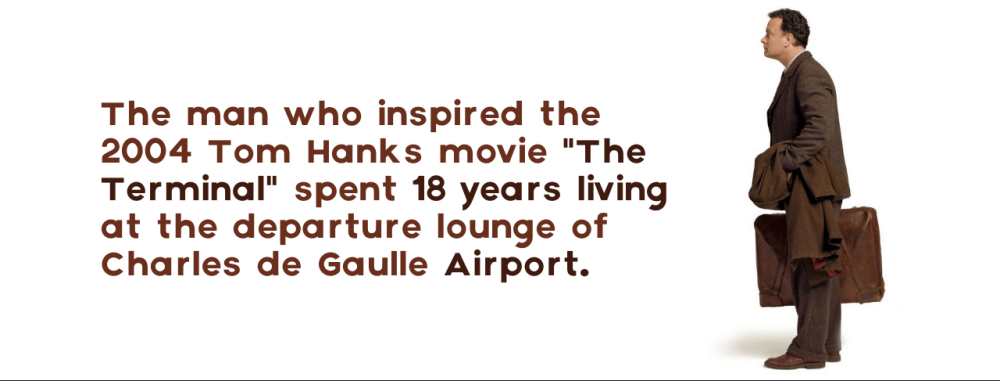 The man who inspired the
2004 Tom Hanks movie "The
Terminal" spent 18 years living
at the departure lounge of
Charles de Gaulle Airport.